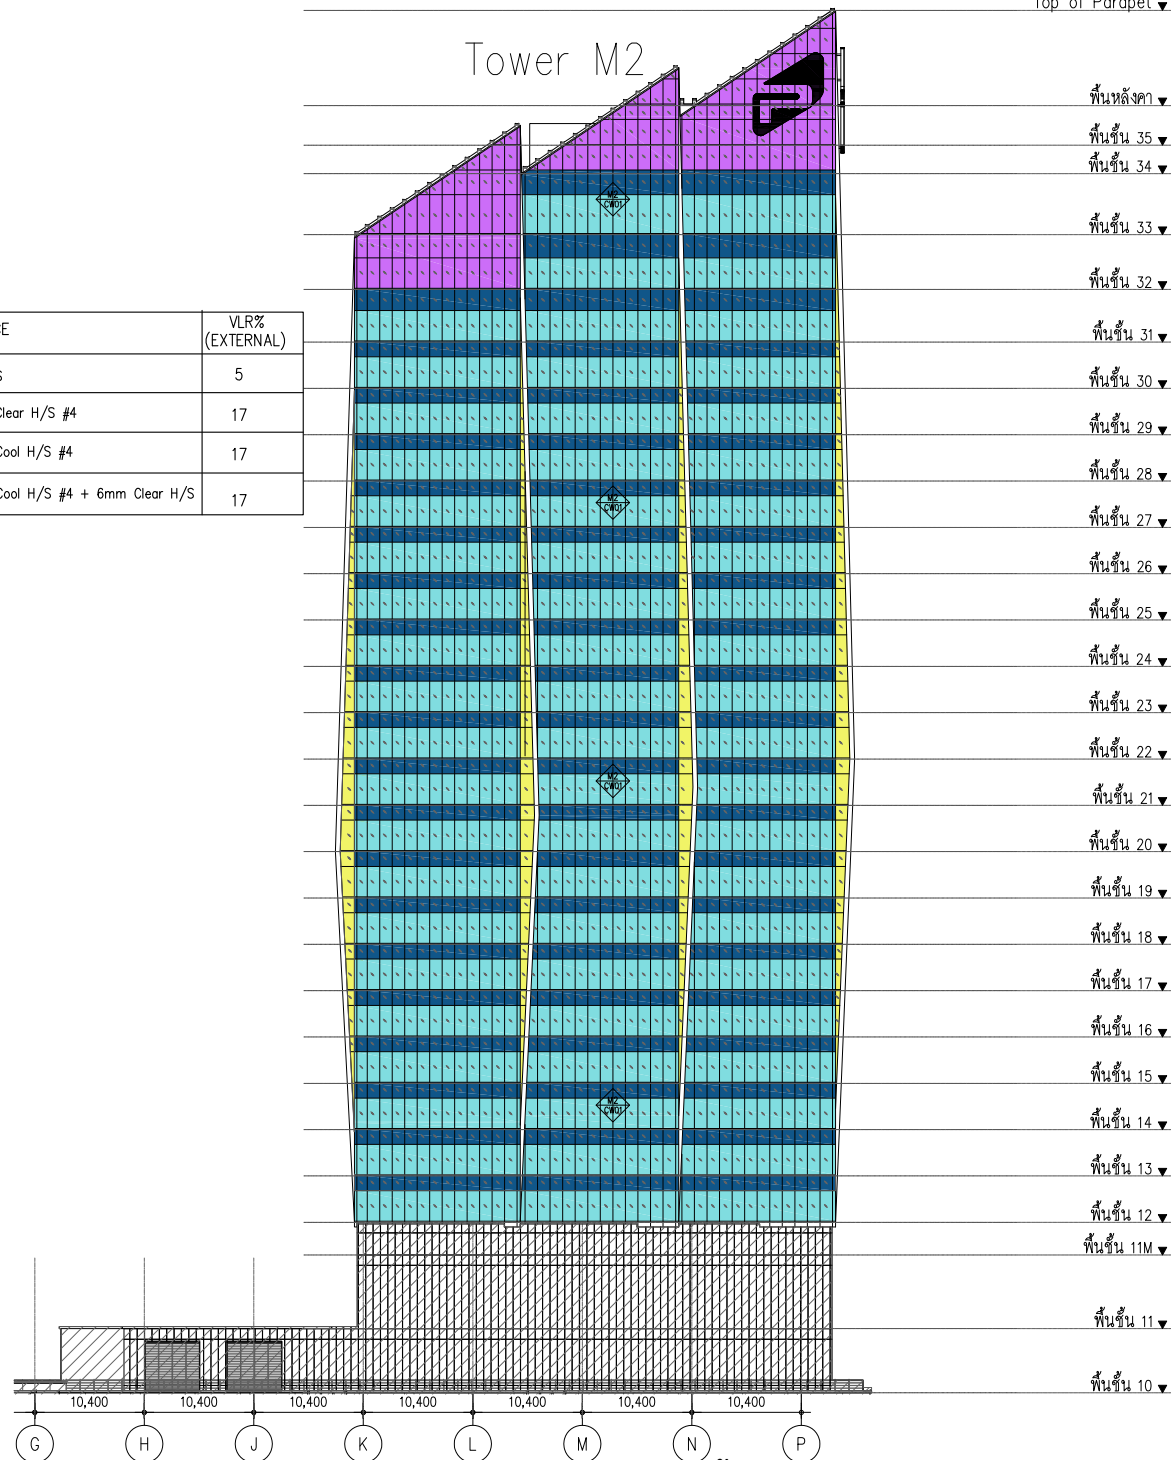 Top of Parapet
Tower M2
พื้นหลังคา
พื้นชั้น 35
พื้นชั้น 34
M2
CW01
พื้นชั้น 33
พื้นชั้น 32
VLR%
(EXTERNAL)
พื้นชั้น 31
5
พื้นชั้น 30
Clear H/S #4 17
พื้นชั้น 29
Cool H/S #4 17
พื้นชั้น 28
Cool H/S #4 + 6mm Clear H/S 17
M2
CW01
พื้นชั้น 27
พื้นชั้น 26
พื้นชั้น 25
พื้นชั้น 24
พื้นชั้น 23
พื้นชั้น 22
M2
CW01
พื้นชั้น 21
พื้นชั้น 20
พื้นชั้น 19
พื้นชั้น 18
พื้นชั้น 17
พื้นชั้น 16
พื้นชั้น 15
M2
CW01
พื้นชั้น 14
พื้นชั้น 13
พื้นชั้น 12
พื้นชั้น 11M
พื้นชั้น 11
พื้นชั้น 10
10,400 10,400 10,400 10,400 10,400 10,400 10,400
G H J K L M N P